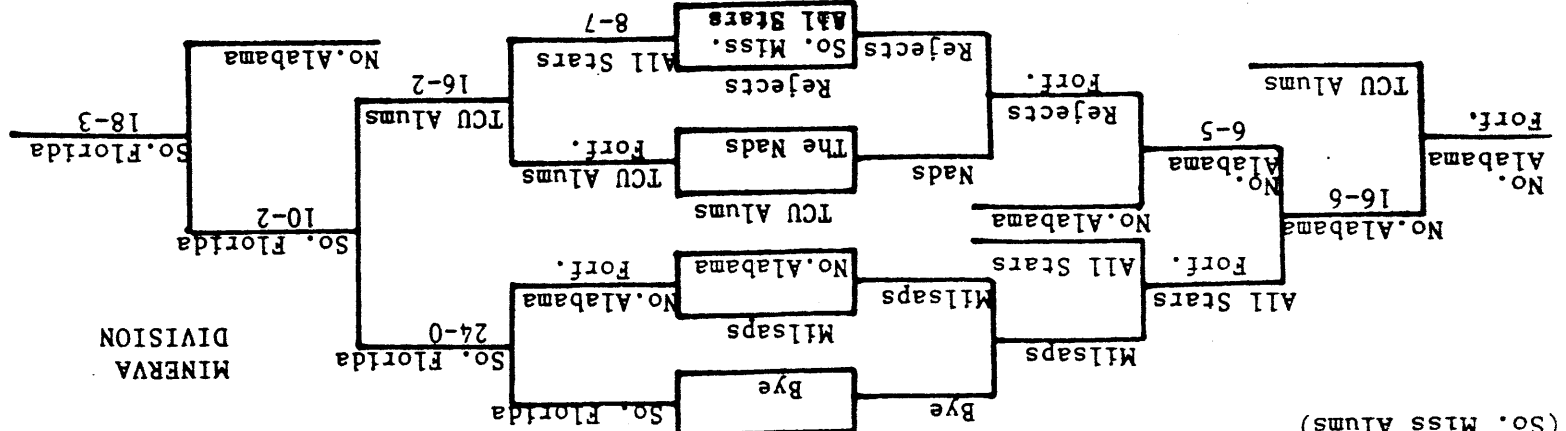 (So. Miss Alums)
Bye
Bye
So. Florida
MINERVA
DIVISION
Milsaps
So. Florida
24-0
Milsaps
All Stars
Forf.
Milsaps
No.Alabama
No.Alabama
Forf.
All Stars
No.Alabama
16-6
No.Alabama
So. Florida
10-2
TCU Alums
No.
Alabama
Forf.
No.
Alabama
6-5
Nads
The Nads
TCU Alums
Forf.
So.Florida
18-3
TCU Alums
Rejects
Forf.
TCU Alums
16-2
Rejects
Rejects
So. Miss.
All Stars
All Stars
8-7
No.Alabama